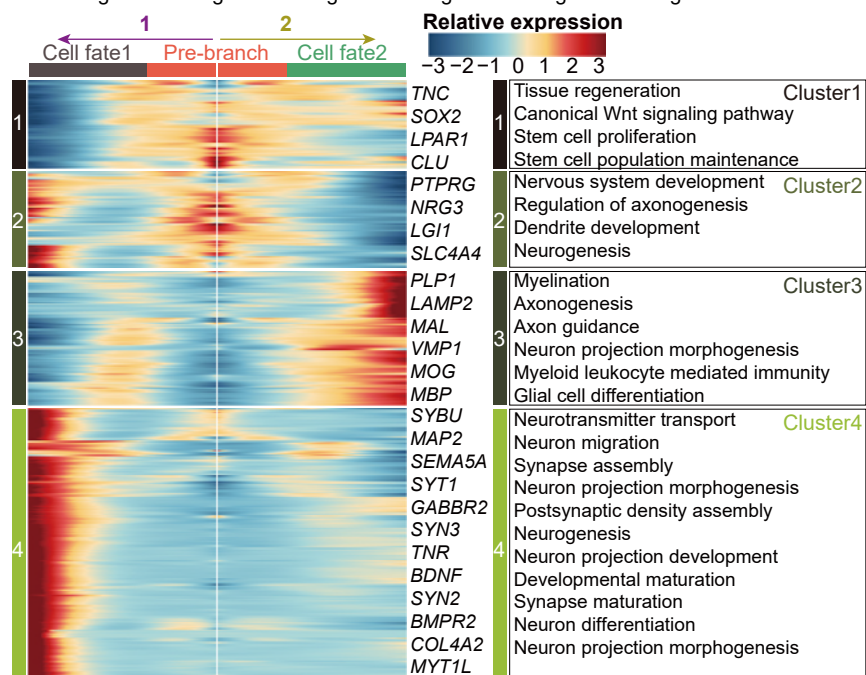 1 2
Relative expression
Cell fate1 Pre-branch Cell fate2
−3 −2 −1 0 1 2 3
1
TNC
SOX2
LPAR1
CLU
2
PTPRG
NRG3
LGI1
SLC4A4
3
PLP1
LAMP2
MAL
VMP1
MOG
MBP
4
SYBU
MAP2
SEMA5A
SYT1
GABBR2
SYN3
TNR
BDNF
SYN2
BMPR2
COL4A2
MYT1L
1
Tissue regeneration Cluster1
Canonical Wnt signaling pathway
Stem cell proliferation
Stem cell population maintenance
2
Nervous system development Cluster2
Regulation of axonogenesis
Dendrite development
Neurogenesis
3
Myelination Cluster3
Axonogenesis
Axon guidance
Neuron projection morphogenesis
Myeloid leukocyte mediated immunity
Glial cell differentiation
4
Neurotransmitter transport Cluster4
Neuron migration
Synapse assembly
Neuron projection morphogenesis
Postsynaptic density assembly
Neurogenesis
Neuron projection development
Developmental maturation
Synapse maturation
Neuron differentiation
Neuron projection morphogenesis